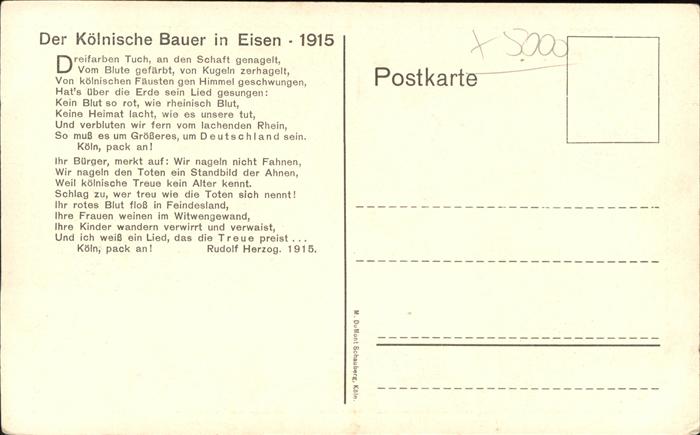 Der Kölnische Bauer in Eisen · 1915
Dreifarben Tuch, an den Schaft genagelt,
Vom Blute gefärbt, von Kugeln zerhagelt,
Von kölnischen Fäusten gen Himmel geschwungen,
Hat's über die Erde sein Lied gesungen:
Kein Blut so rot, wie rheinisch Blut,
Keine Heimat lacht, wie es unsere tut,
Und verbluten wir fern vom lachenden Rhein,
So muß es um Größeres, um Deutschland sein.
Köln, pack an!
Ihr Bürger, merkt auf: Wir nageln nicht Fahnen,
Wir nageln den Toten ein Standbild der Ahnen,
Weil kölnische Treue kein Alter kennt.
Schlag zu, wer treu wie die Toten sich nennt!
Ihr rotes Blut floß in Feindesland,
Ihre Frauen weinen im Witwengewand,
Ihre Kinder wandern verwirrt und verwaist,
Und ich weiß ein Lied, das die Treue preist ...
Köln, pack an! Rudolf Herzog. 1915.
M. DuMont Schauberg, Köln.
x 5000
Postkarte